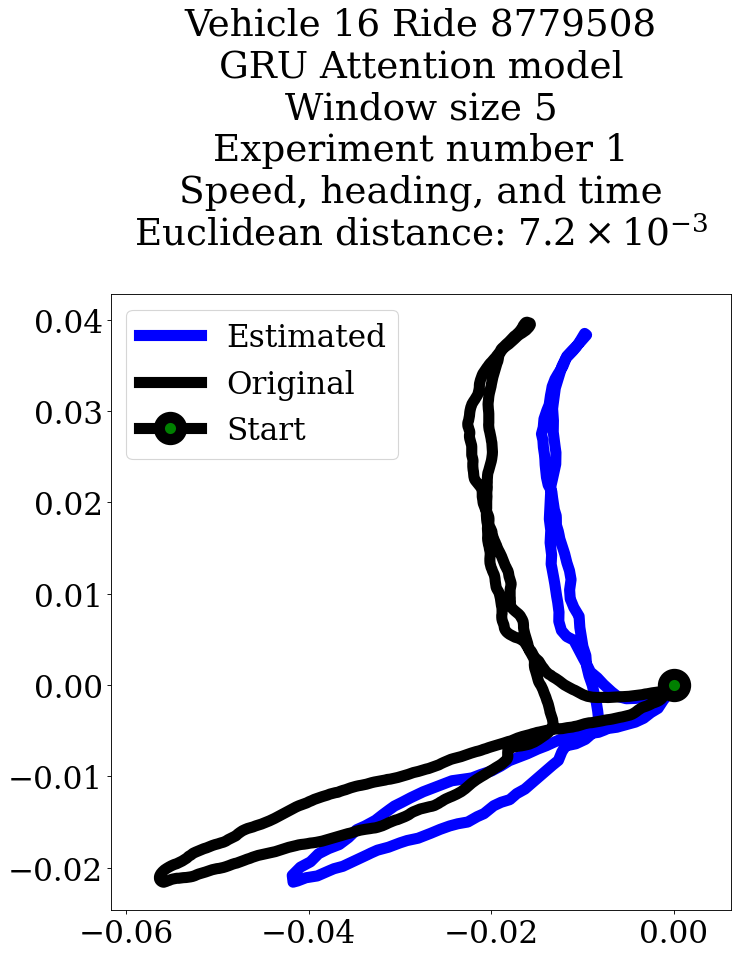 Vehicle 16 Ride 8779508
GRU Attention model
Window size 5
Experiment number 1
Speed, heading, and time
Euclidean distance: 7.2 × 10⁻³
Estimated
Original
Start
0.04
0.03
0.02
0.01
0.00
−0.01
−0.02
−0.06 −0.04 −0.02 0.00